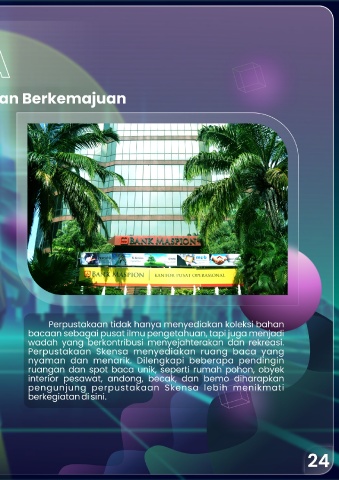 A
an Berkemajuan
BANK MASPION
BANK MASPION KANTOR PUSAT OPERASIONAL
Perpustakaan tidak hanya menyediakan koleksi bahan
bacaan sebagai pusat ilmu pengetahuan, tapi juga menjadi
wadah yang berkontribusi menyejahterakan dan rekreasi.
Perpustakaan Skensa menyediakan ruang baca yang
nyaman dan menarik. Dilengkapi beberapa pendingin
ruangan dan spot baca unik, seperti rumah pohon, obyek
interior pesawat, andong, becak, dan bemo diharapkan
pengunjung perpustakaan Skensa lebih menikmati
berkegiatan di sini.
24